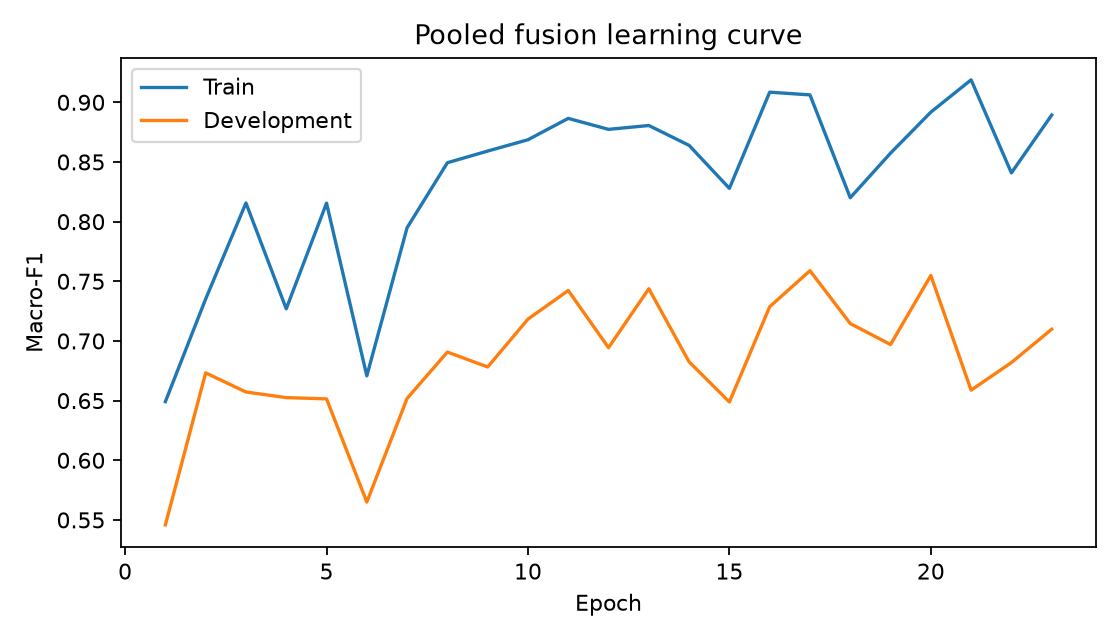 Pooled fusion learning curve
Train
Development
0.90
0.85
0.80
0.75
0.70
0.65
0.60
0.55
Macro-F1
0 5 10 15 20
Epoch